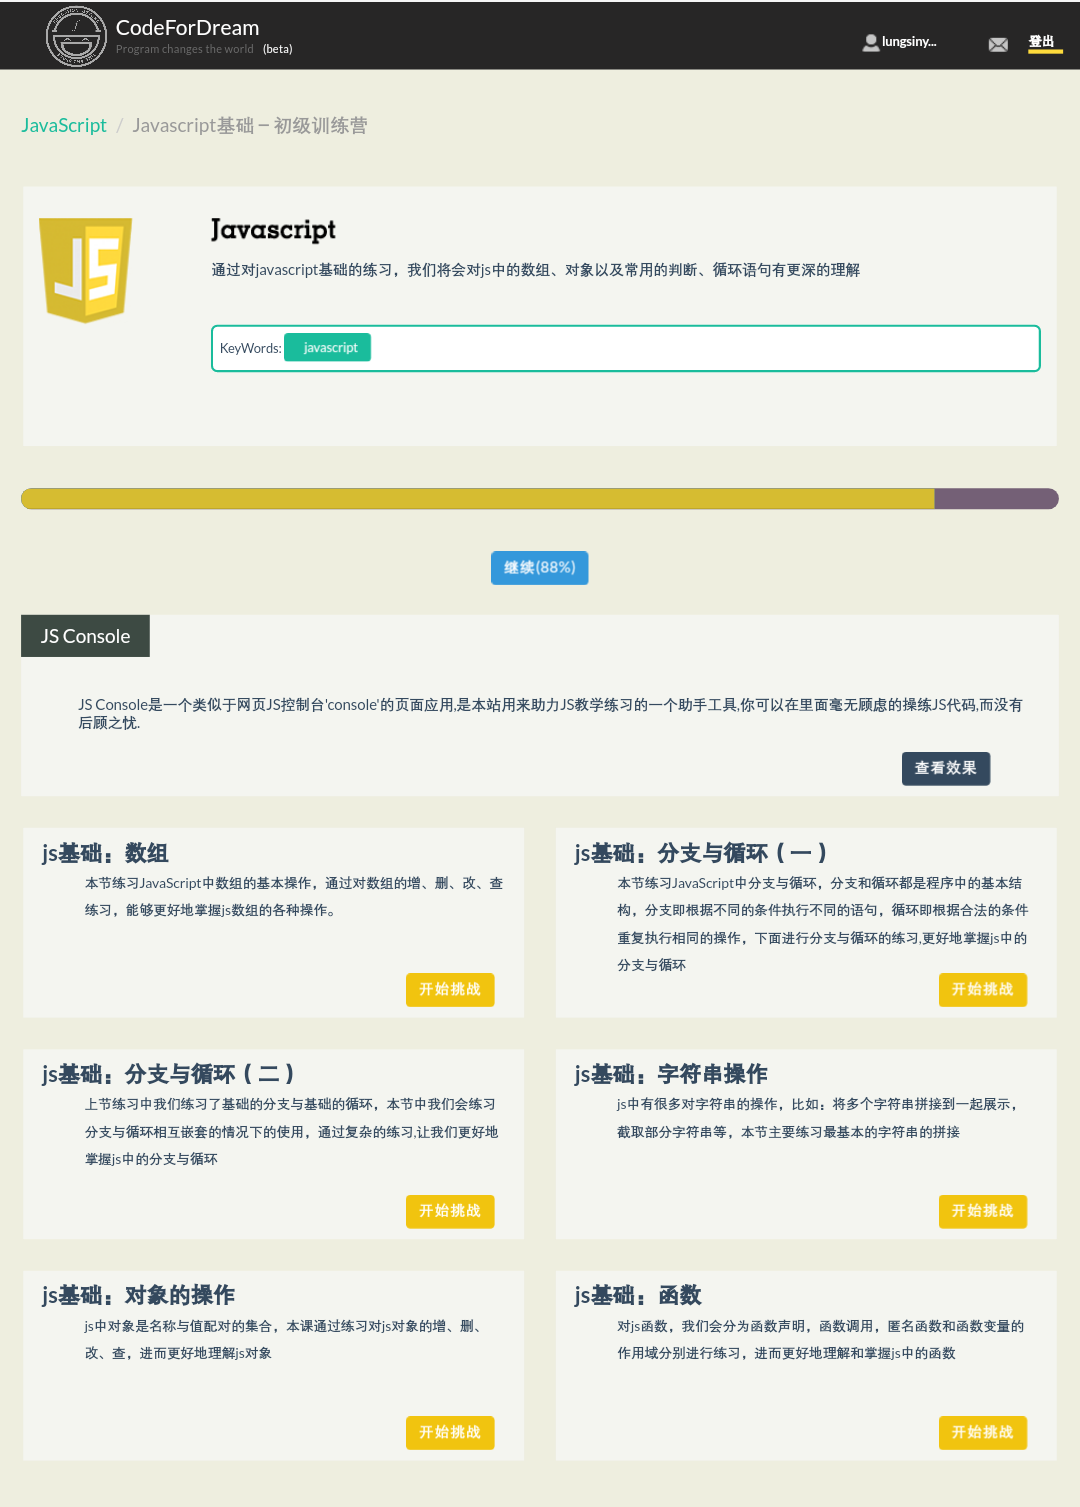 CodeForDream
Program changes the world (beta)
lungsiny...
登出
JavaScript / Javascript基础 – 初级训练营
Javascript
通过对javascript基础的练习，我们将会对js中的数组、对象以及常用的判断、循环语句有更深的理解
KeyWords: javascript
继续(88%)
JS Console
JS Console是一个类似于网页JS控制台'console'的页面应用,是本站用来助力JS教学练习的一个助手工具,你可以在里面毫无顾虑的操练JS代码,而没有
后顾之忧.
查看效果
js基础：数组
本节练习JavaScript中数组的基本操作，通过对数组的增、删、改、查
练习，能够更好地掌握js数组的各种操作。
开始挑战
js基础：分支与循环（一）
本节练习JavaScript中分支与循环，分支和循环都是程序中的基本结
构，分支即根据不同的条件执行不同的语句，循环即根据合法的条件
重复执行相同的操作，下面进行分支与循环的练习,更好地掌握js中的
分支与循环
开始挑战
js基础：分支与循环（二）
上节练习中我们练习了基础的分支与基础的循环，本节中我们会练习
分支与循环相互嵌套的情况下的使用，通过复杂的练习,让我们更好地
掌握js中的分支与循环
开始挑战
js基础：字符串操作
js中有很多对字符串的操作，比如：将多个字符串拼接到一起展示，
截取部分字符串等，本节主要练习最基本的字符串的拼接
开始挑战
js基础：对象的操作
js中对象是名称与值配对的集合，本课通过练习对js对象的增、删、
改、查，进而更好地理解js对象
开始挑战
js基础：函数
对js函数，我们会分为函数声明，函数调用，匿名函数和函数变量的
作用域分别进行练习，进而更好地理解和掌握js中的函数
开始挑战